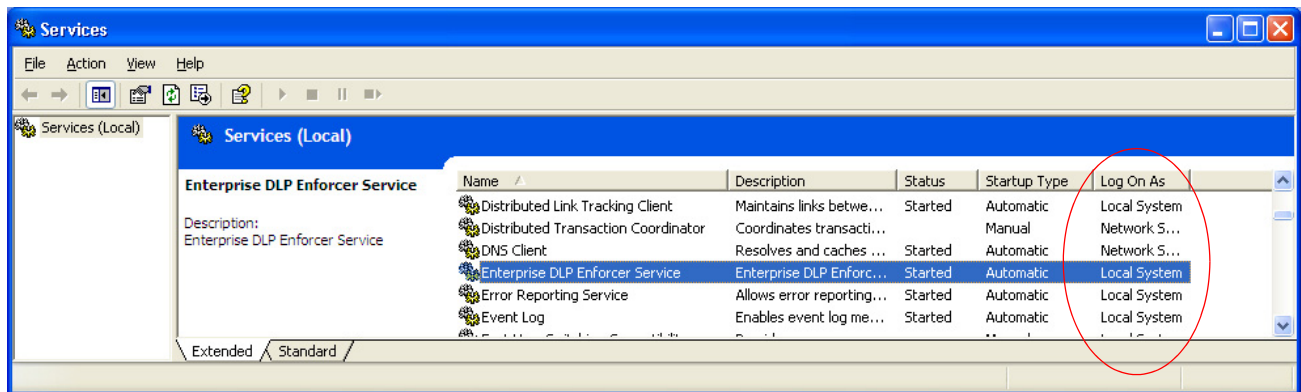 Services
File Action View Help
Services (Local)
Services (Local)
Enterprise DLP Enforcer Service
Description:
Enterprise DLP Enforcer Service
Name Description Status Startup Type Log On As
Distributed Link Tracking Client Maintains links betwe... Started Automatic Local System
Distributed Transaction Coordinator Coordinates transacti... Manual Network S...
DNS Client Resolves and caches ... Started Automatic Network S...
Enterprise DLP Enforcer Service Enterprise DLP Enforc... Started Automatic Local System
Error Reporting Service Allows error reporting... Started Automatic Local System
Event Log Enables event log me... Started Automatic Local System
Extended Standard